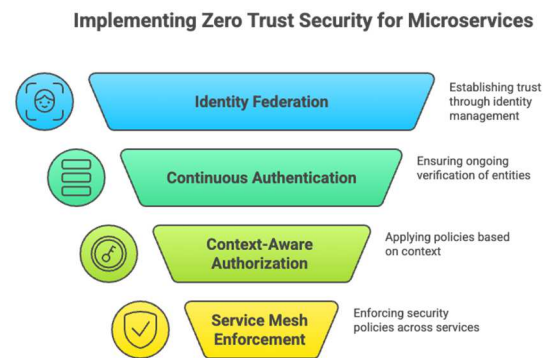 Implementing Zero Trust Security for Microservices
Identity Federation
Establishing trust
through identity
management
Continuous Authentication
Ensuring ongoing
verification of entities
Context-Aware
Authorization
Applying policies based
on context
Service Mesh
Enforcement
Enforcing security
policies across services